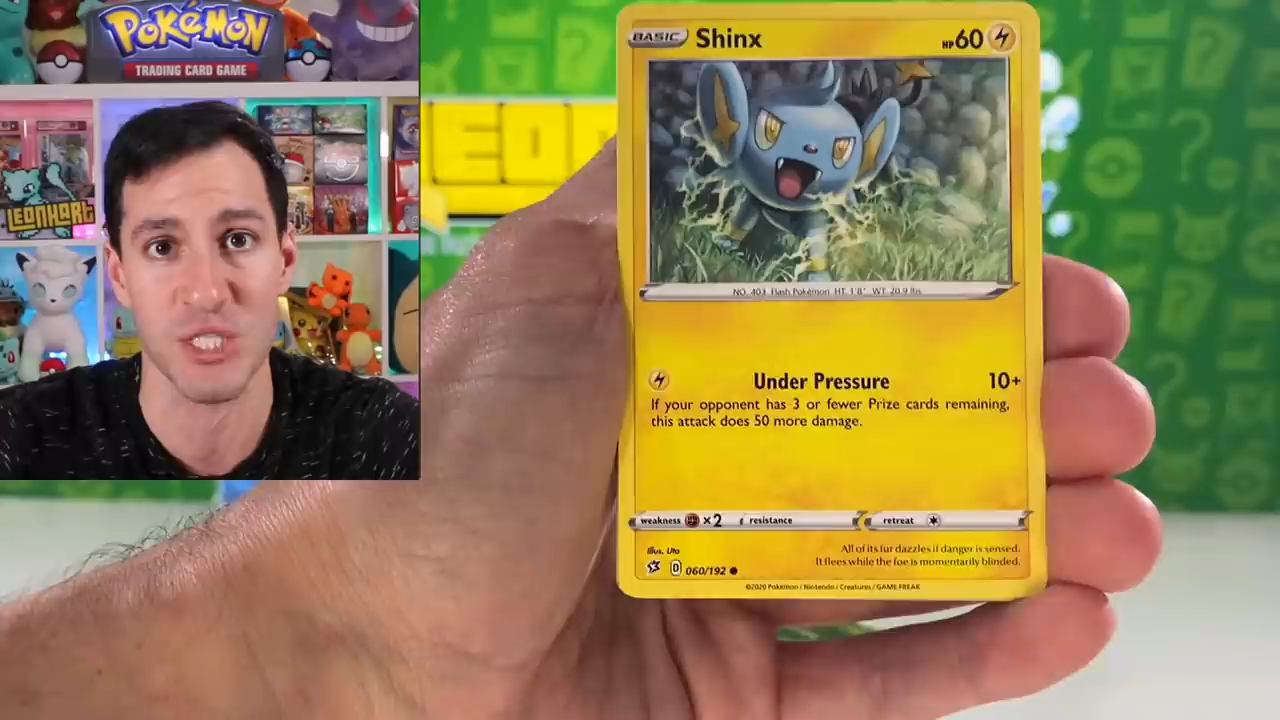 POKÉMON
TRADING CARD GAME
LEONHART
LEON
BASIC Shinx HP60
NO. 403 Flash Pokémon HT. 1'8" WT. 20.9 lbs.
Under Pressure 10+
If your opponent has 3 or fewer Prize cards remaining,
this attack does 50 more damage.
weakness ×2 resistance retreat
Illus. Uto
All of its fur dazzles if danger is sensed.
It flees while the foe is momentarily blinded.
D 060/192
©2020 Pokémon / Nintendo / Creatures / GAME FREAK